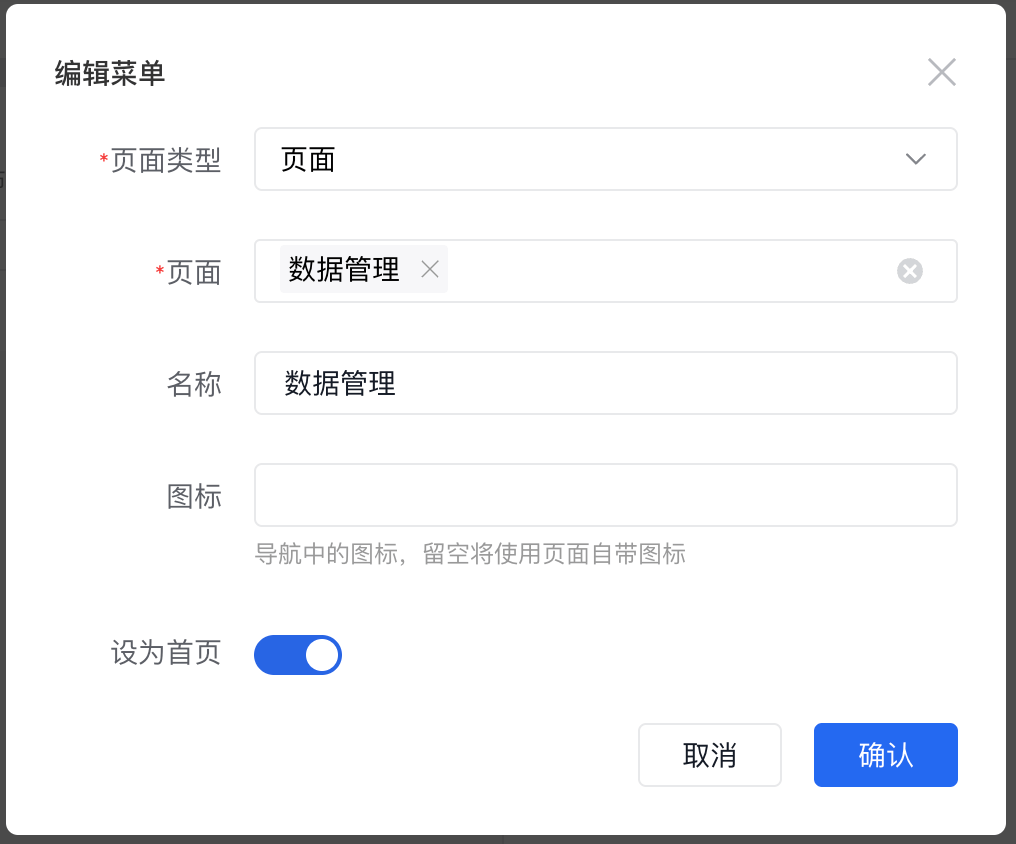 编辑菜单
*页面类型 页面
*页面 数据管理
名称 数据管理
图标
导航中的图标，留空将使用页面自带图标
设为首页
取消 确认